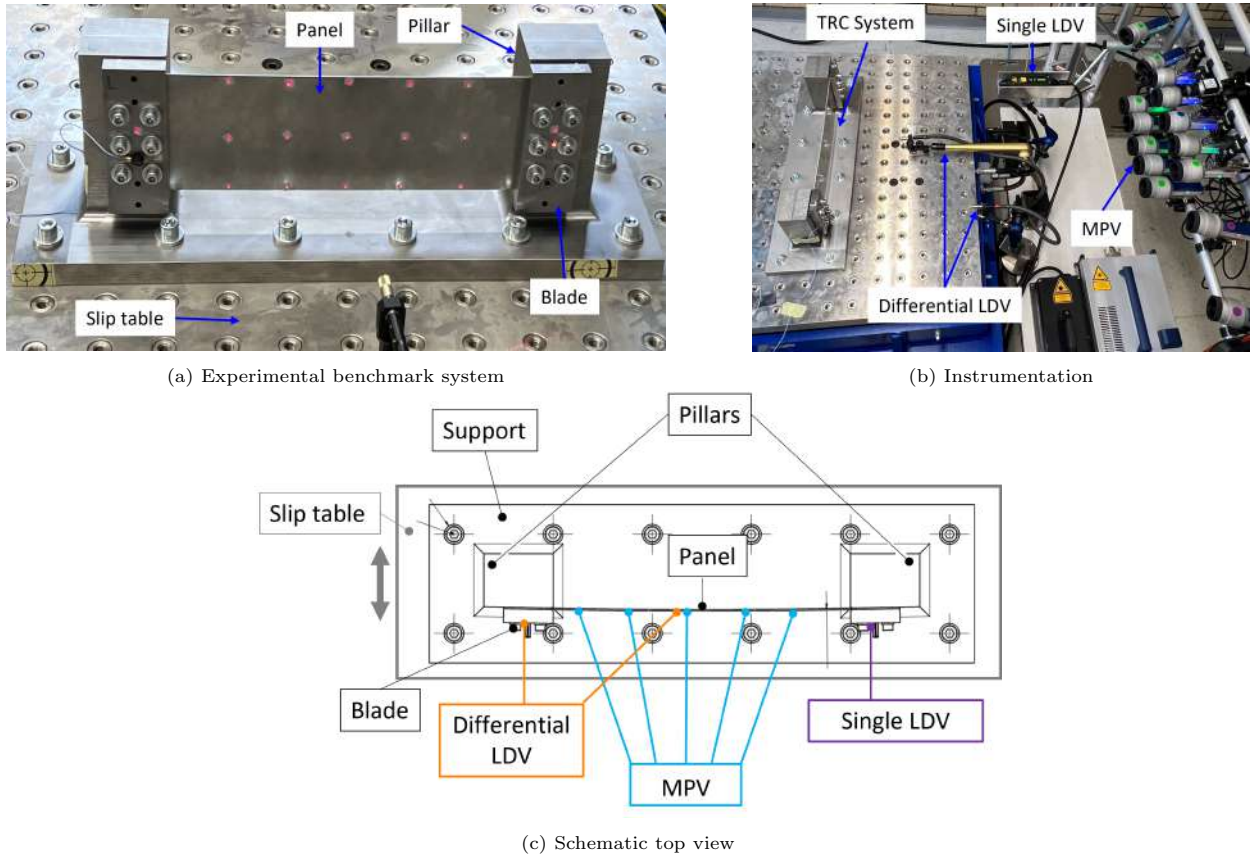 Panel
Pillar
Blade
Slip table
(a) Experimental benchmark system
TRC System
Single LDV
MPV
Differential LDV
(b) Instrumentation
Support
Pillars
Slip table
Panel
Blade
Differential
LDV
MPV
Single LDV
(c) Schematic top view